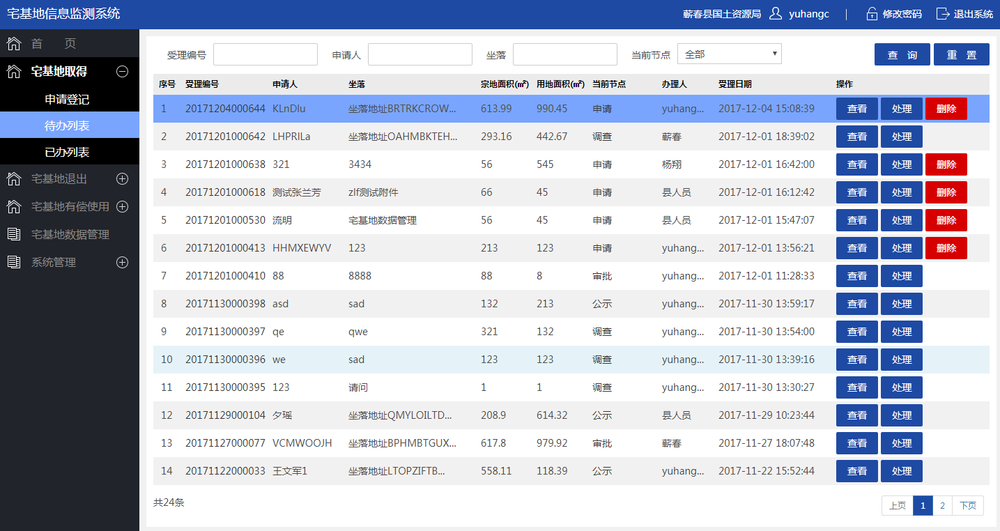 宅基地信息监测系统 蕲春县国土资源局 yuhangc | 修改密码 退出系统
首 页
宅基地取得
申请登记
待办列表
已办列表
宅基地退出
宅基地有偿使用
宅基地数据管理
系统管理
受理编号 申请人 坐落 当前节点 全部 查 询 重 置
序号 受理编号 申请人 坐落 宗地面积(㎡) 用地面积(㎡) 当前节点 办理人 受理日期 操作
1 20171204000644 KLnDIu 坐落地址BRTRKCROW... 613.99 990.45 申请 yuhang... 2017-12-04 15:08:39 查看 处理 删除
2 20171201000642 LHPRILa 坐落地址OAHMBKTEH... 293.16 442.67 调查 蕲春 2017-12-01 18:39:02 查看 处理
3 20171201000638 321 3434 56 545 申请 杨翔 2017-12-01 16:42:00 查看 处理 删除
4 20171201000618 测试张兰芳 zlf测试附件 66 45 申请 县人员 2017-12-01 16:12:42 查看 处理 删除
5 20171201000530 流明 宅基地数据管理 56 45 申请 县人员 2017-12-01 15:47:07 查看 处理 删除
6 20171201000413 HHMXEWYV 123 213 123 申请 yuhang... 2017-12-01 13:56:21 查看 处理 删除
7 20171201000410 88 8888 88 8 审批 yuhang... 2017-12-01 11:28:33 查看 处理
8 20171130000398 asd sad 132 213 公示 yuhang... 2017-11-30 13:59:17 查看 处理
9 20171130000397 qe qwe 321 132 调查 yuhang... 2017-11-30 13:54:00 查看 处理
10 20171130000396 we sad 123 123 调查 yuhang... 2017-11-30 13:39:16 查看 处理
11 20171130000395 123 请问 1 1 调查 yuhang... 2017-11-30 13:30:27 查看 处理
12 20171129000104 夕瑶 坐落地址QMYLOILTD... 208.9 614.32 公示 县人员 2017-11-29 10:23:44 查看 处理
13 20171127000077 VCMWOOJH 坐落地址BPHMBTGUX... 617.8 979.92 审批 蕲春 2017-11-27 18:07:48 查看 处理
14 20171122000033 王文军1 坐落地址LTOPZIFTB... 558.11 118.39 公示 yuhang... 2017-11-22 15:52:44 查看 处理
共24条 上页 1 2 下页